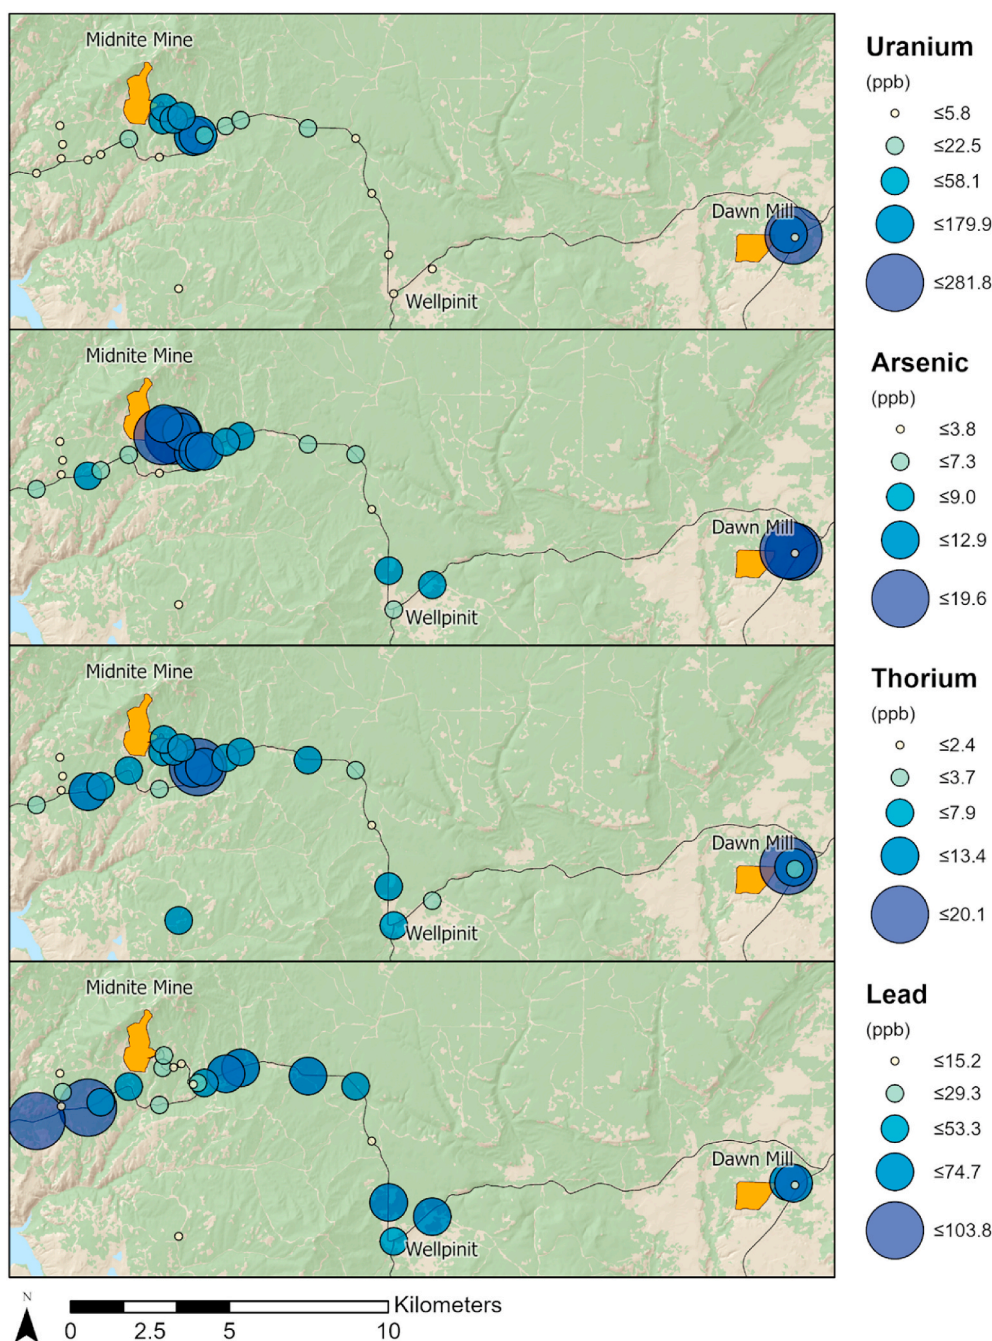 Midnite Mine
Dawn Mill
Wellpinit
Uranium
(ppb)
≤5.8
≤22.5
≤58.1
≤179.9
≤281.8
Midnite Mine
Dawn Mill
Wellpinit
Arsenic
(ppb)
≤3.8
≤7.3
≤9.0
≤12.9
≤19.6
Midnite Mine
Dawn Mill
Wellpinit
Thorium
(ppb)
≤2.4
≤3.7
≤7.9
≤13.4
≤20.1
Midnite Mine
Dawn Mill
Wellpinit
Lead
(ppb)
≤15.2
≤29.3
≤53.3
≤74.7
≤103.8
N
Kilometers
0 2.5 5 10